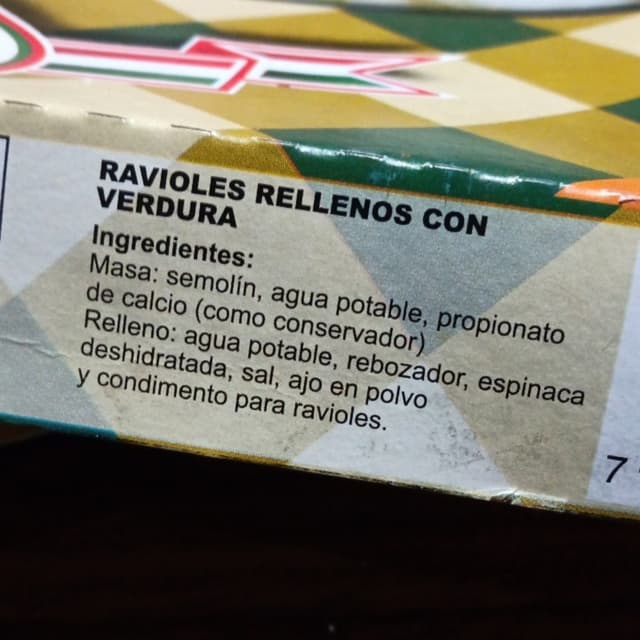 RAVIOLES RELLENOS CON
VERDURA
Ingredientes:
Masa: semolín, agua potable, propionato
de calcio (como conservador)
Relleno: agua potable, rebozador, espinaca
deshidratada, sal, ajo en polvo
y condimento para ravioles.
7